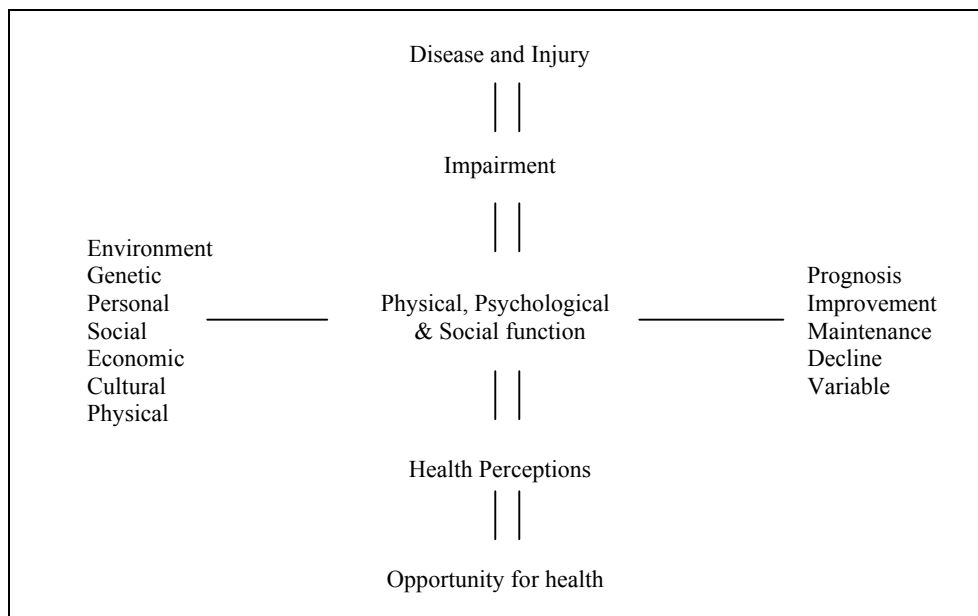 Disease and Injury
Impairment
Environment
Genetic
Personal
Social
Economic
Cultural
Physical
Physical, Psychological
& Social function
Prognosis
Improvement
Maintenance
Decline
Variable
Health Perceptions
Opportunity for health